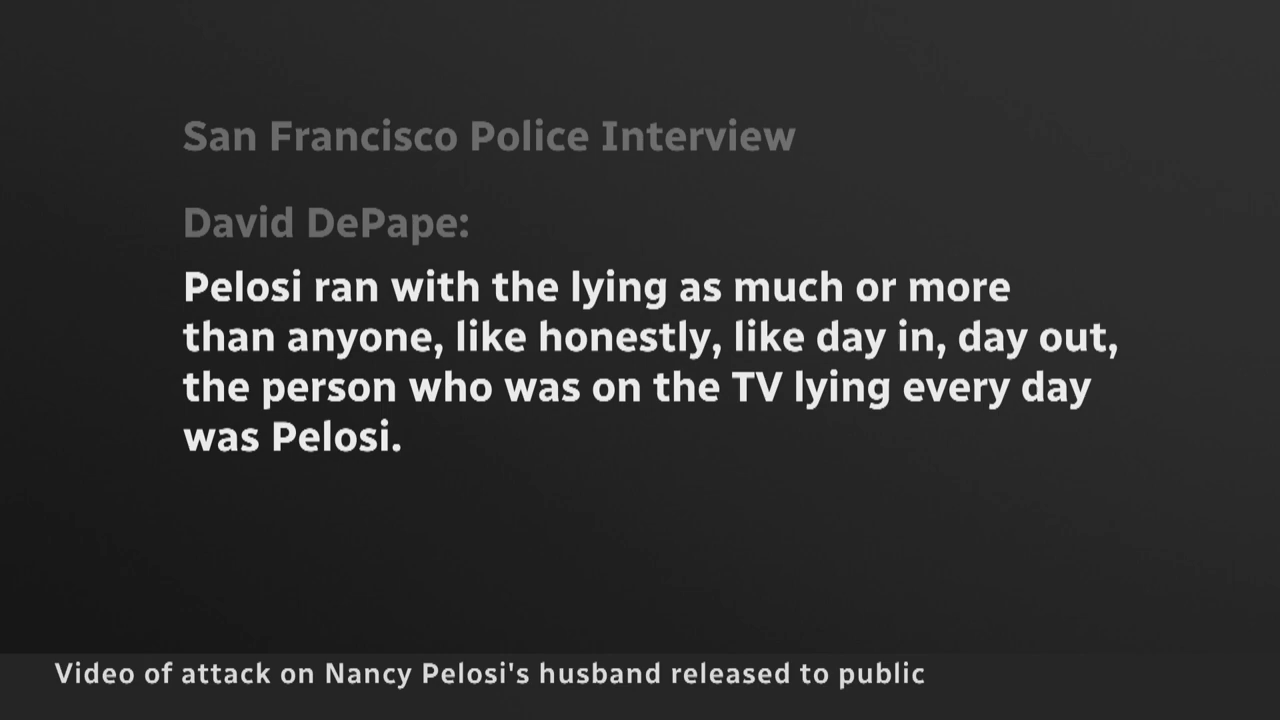 San Francisco Police Interview
David DePape:
Pelosi ran with the lying as much or more
than anyone, like honestly, like day in, day out,
the person who was on the TV lying every day
was Pelosi.
Video of attack on Nancy Pelosi's husband released to public